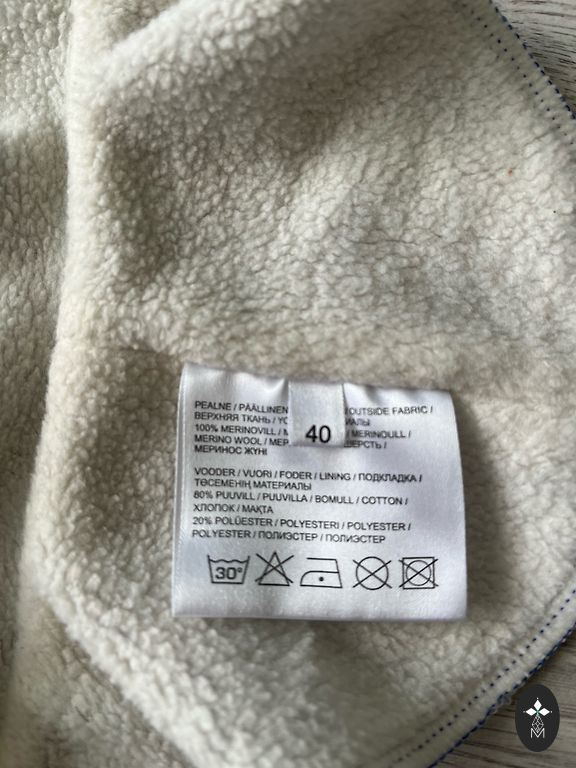 PEALNE / PÄÄLLINEN /OUTSIDE FABRIC /
ВЕРХНЯЯ ТКАНЬ /
100% MERINOVILL / / MERINOULL /
MERINO WOOL /
МЕРИНОС ЖҮНІ
40
VOODER / VUORI / FODER / LINING / ПОДКЛАДКА /
ТӨСЕМЕНІҢ МАТЕРИАЛЫ
80% PUUVILL / PUUVILLA / BOMULL / COTTON /
ХЛОПОК / МАҚТА
20% POLÜESTER / POLYESTERI / POLYESTER /
POLYESTER / ПОЛИЭСТЕР / ПОЛИЭСТЕР
30°
M